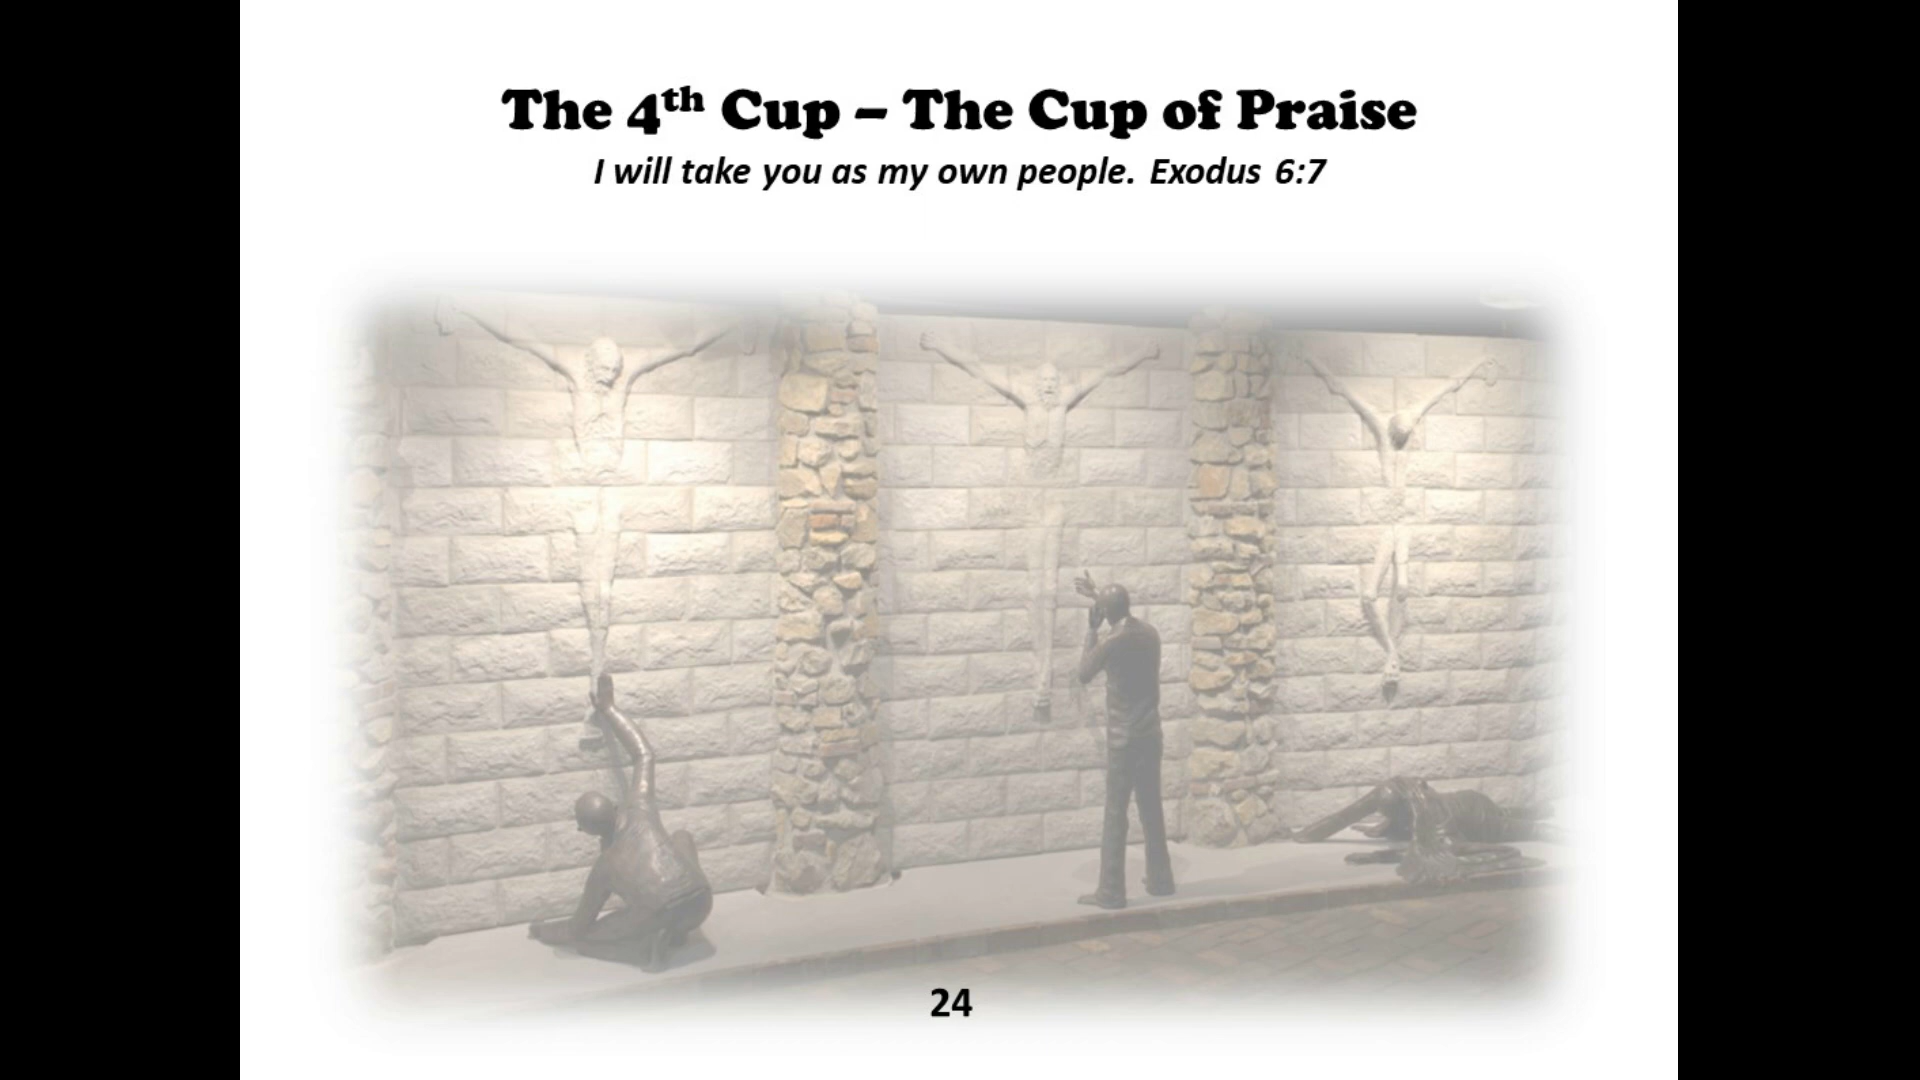 The 4th Cup – The Cup of Praise
I will take you as my own people. Exodus 6:7
24